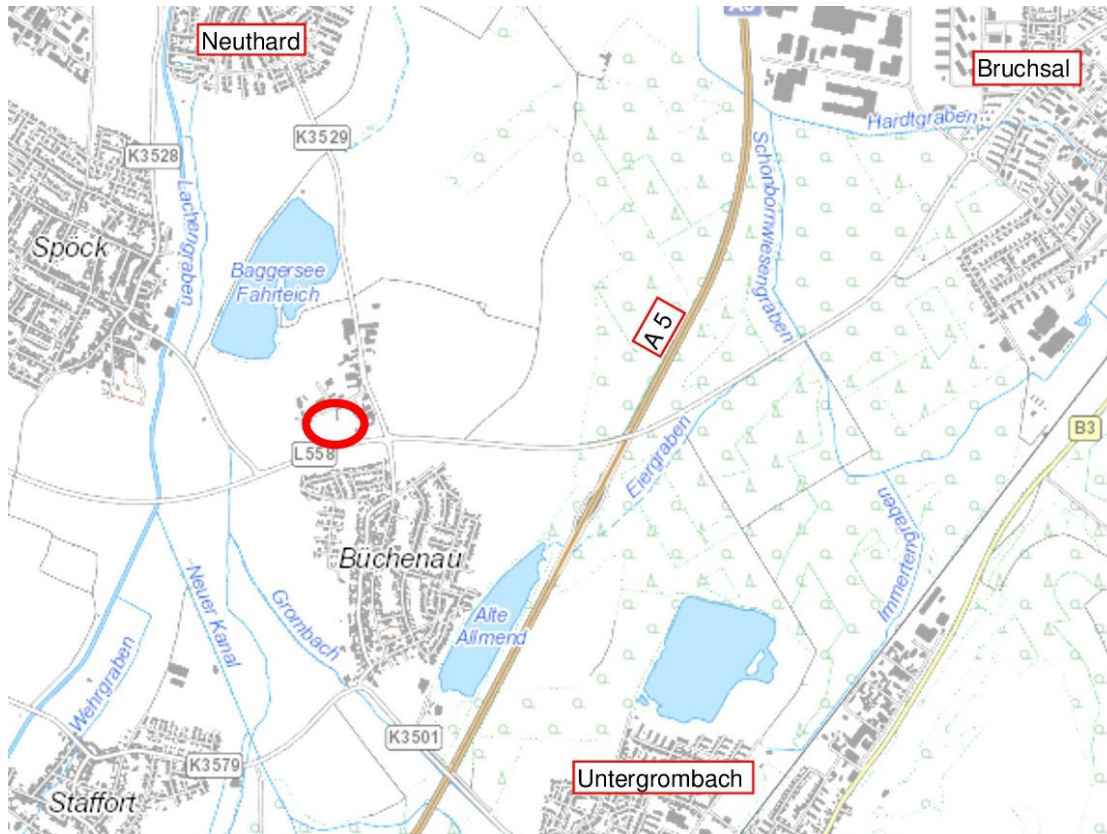 A5
Neuthard
Bruchsal
Hardtgraben
K3529
K3528
Schönbornwiesengraben
Lachengraben
Spöck
Baggersee
Fahrteich
A 5
B3
L558
Eiergraben
Büchenau
Immertengraben
Neuer Kanal
Grombach
Alte
Allmend
Wehrgraben
K3501
K3579
Untergrombach
Staffort